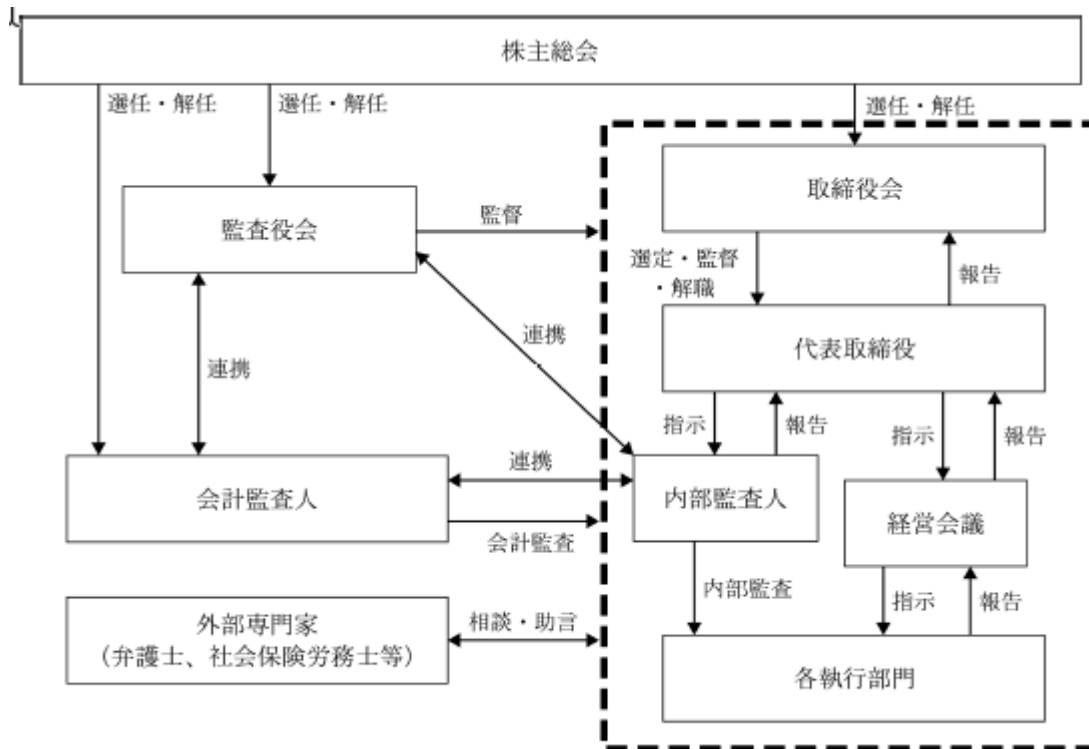 株主総会
選任・解任
選任・解任
選任・解任
取締役会
監査役会
監督
選定・監督
・解職
報告
代表取締役
連携
連携
指示
報告
指示
報告
会計監査人
連携
内部監査人
経営会議
会計監査
内部監査
指示
報告
外部専門家
（弁護士、社会保険労務士等）
相談・助言
各執行部門